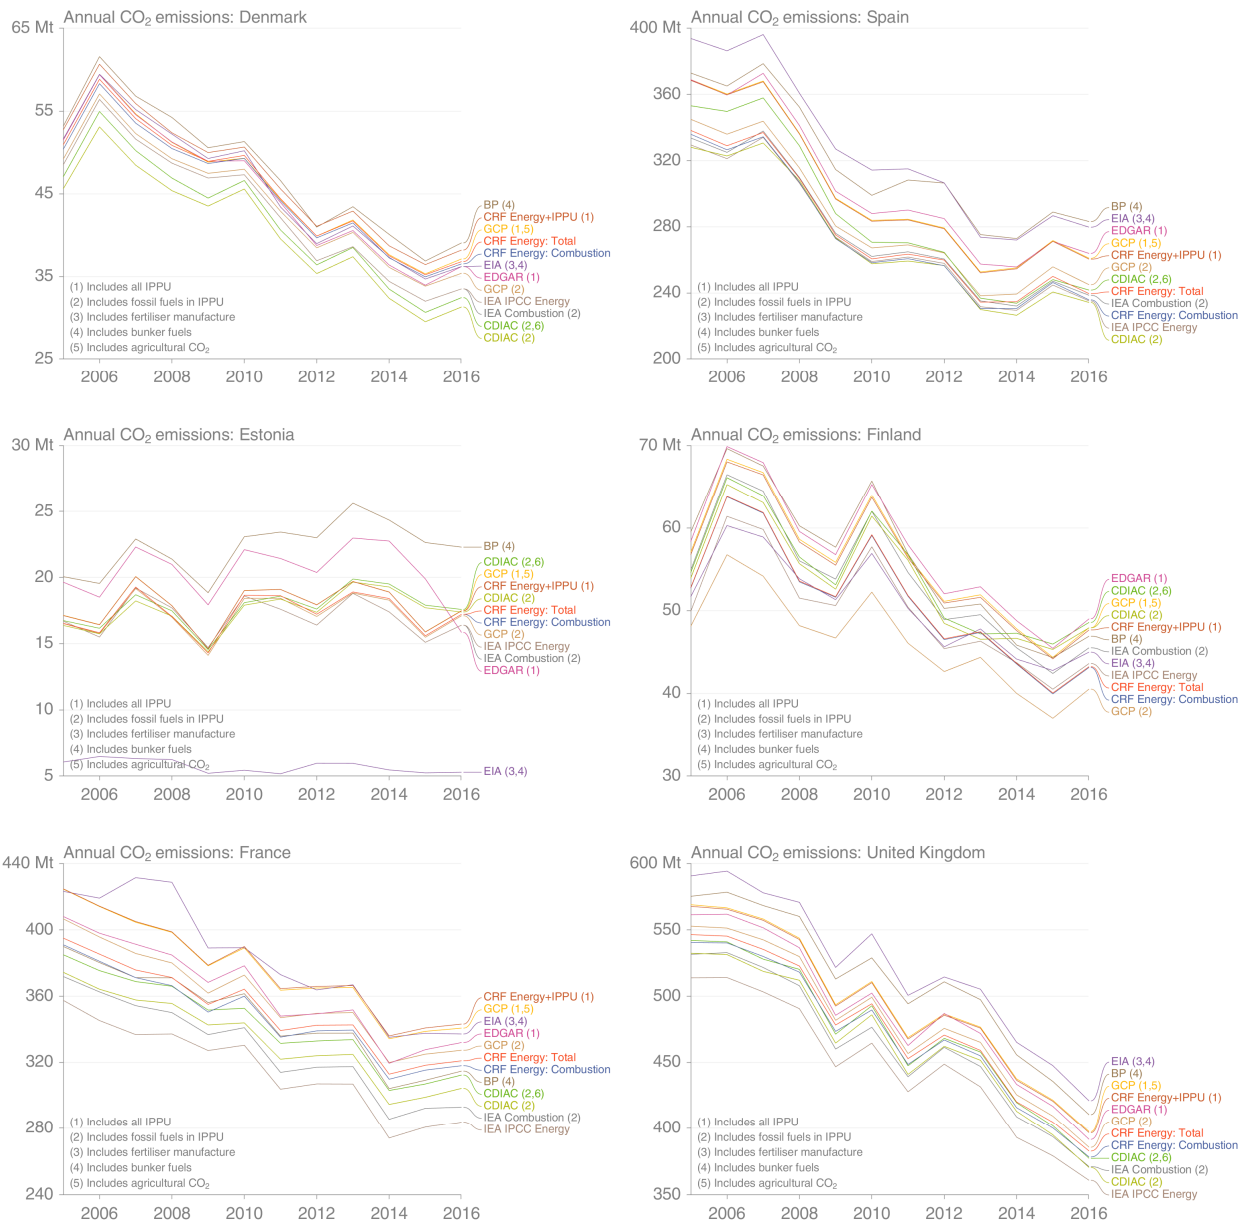 Annual CO₂ emissions: Denmark
65 Mt
55
45
35
25
2006
2008
2010
2012
2014
2016
BP (4)
CRF Energy+IPPU (1)
GCP (1,5)
CRF Energy: Total
CRF Energy: Combustion
EIA (3,4)
EDGAR (1)
GCP (2)
IEA IPCC Energy
IEA Combustion (2)
CDIAC (2,6)
CDIAC (2)
(1) Includes all IPPU
(2) Includes fossil fuels in IPPU
(3) Includes fertiliser manufacture
(4) Includes bunker fuels
(5) Includes agricultural CO₂
Annual CO₂ emissions: Spain
400 Mt
360
320
280
240
200
2006
2008
2010
2012
2014
2016
BP (4)
EIA (3,4)
EDGAR (1)
GCP (1,5)
CRF Energy+IPPU (1)
GCP (2)
CDIAC (2,6)
CRF Energy: Total
IEA Combustion (2)
CRF Energy: Combustion
IEA IPCC Energy
CDIAC (2)
(1) Includes all IPPU
(2) Includes fossil fuels in IPPU
(3) Includes fertiliser manufacture
(4) Includes bunker fuels
(5) Includes agricultural CO₂
Annual CO₂ emissions: Estonia
30 Mt
25
20
15
10
5
2006
2008
2010
2012
2014
2016
BP (4)
CDIAC (2,6)
GCP (1,5)
CRF Energy+IPPU (1)
CDIAC (2)
CRF Energy: Total
CRF Energy: Combustion
GCP (2)
IEA IPCC Energy
IEA Combustion (2)
EDGAR (1)
EIA (3,4)
(1) Includes all IPPU
(2) Includes fossil fuels in IPPU
(3) Includes fertiliser manufacture
(4) Includes bunker fuels
(5) Includes agricultural CO₂
Annual CO₂ emissions: Finland
70 Mt
60
50
40
30
2006
2008
2010
2012
2014
2016
EDGAR (1)
CDIAC (2,6)
GCP (1,5)
CDIAC (2)
CRF Energy+IPPU (1)
BP (4)
IEA Combustion (2)
EIA (3,4)
IEA IPCC Energy
CRF Energy: Total
CRF Energy: Combustion
GCP (2)
(1) Includes all IPPU
(2) Includes fossil fuels in IPPU
(3) Includes fertiliser manufacture
(4) Includes bunker fuels
(5) Includes agricultural CO₂
Annual CO₂ emissions: France
440 Mt
400
360
320
280
240
2006
2008
2010
2012
2014
2016
CRF Energy+IPPU (1)
GCP (1,5)
EIA (3,4)
EDGAR (1)
GCP (2)
CRF Energy: Total
CRF Energy: Combustion
BP (4)
CDIAC (2,6)
CDIAC (2)
IEA Combustion (2)
IEA IPCC Energy
(1) Includes all IPPU
(2) Includes fossil fuels in IPPU
(3) Includes fertiliser manufacture
(4) Includes bunker fuels
(5) Includes agricultural CO₂
Annual CO₂ emissions: United Kingdom
600 Mt
550
500
450
400
350
2006
2008
2010
2012
2014
2016
EIA (3,4)
BP (4)
GCP (1,5)
CRF Energy+IPPU (1)
EDGAR (1)
GCP (2)
CRF Energy: Total
CRF Energy: Combustion
CDIAC (2,6)
IEA Combustion (2)
CDIAC (2)
IEA IPCC Energy
(1) Includes all IPPU
(2) Includes fossil fuels in IPPU
(3) Includes fertiliser manufacture
(4) Includes bunker fuels
(5) Includes agricultural CO₂